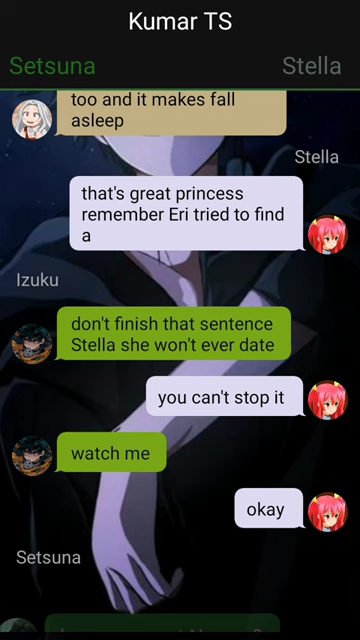 Kumar TS
Setsuna
Stella
too and it makes fall
asleep
Stella
that's great princess
remember Eri tried to find
a
Izuku
don't finish that sentence
Stella she won't ever date
you can't stop it
watch me
okay
Setsuna